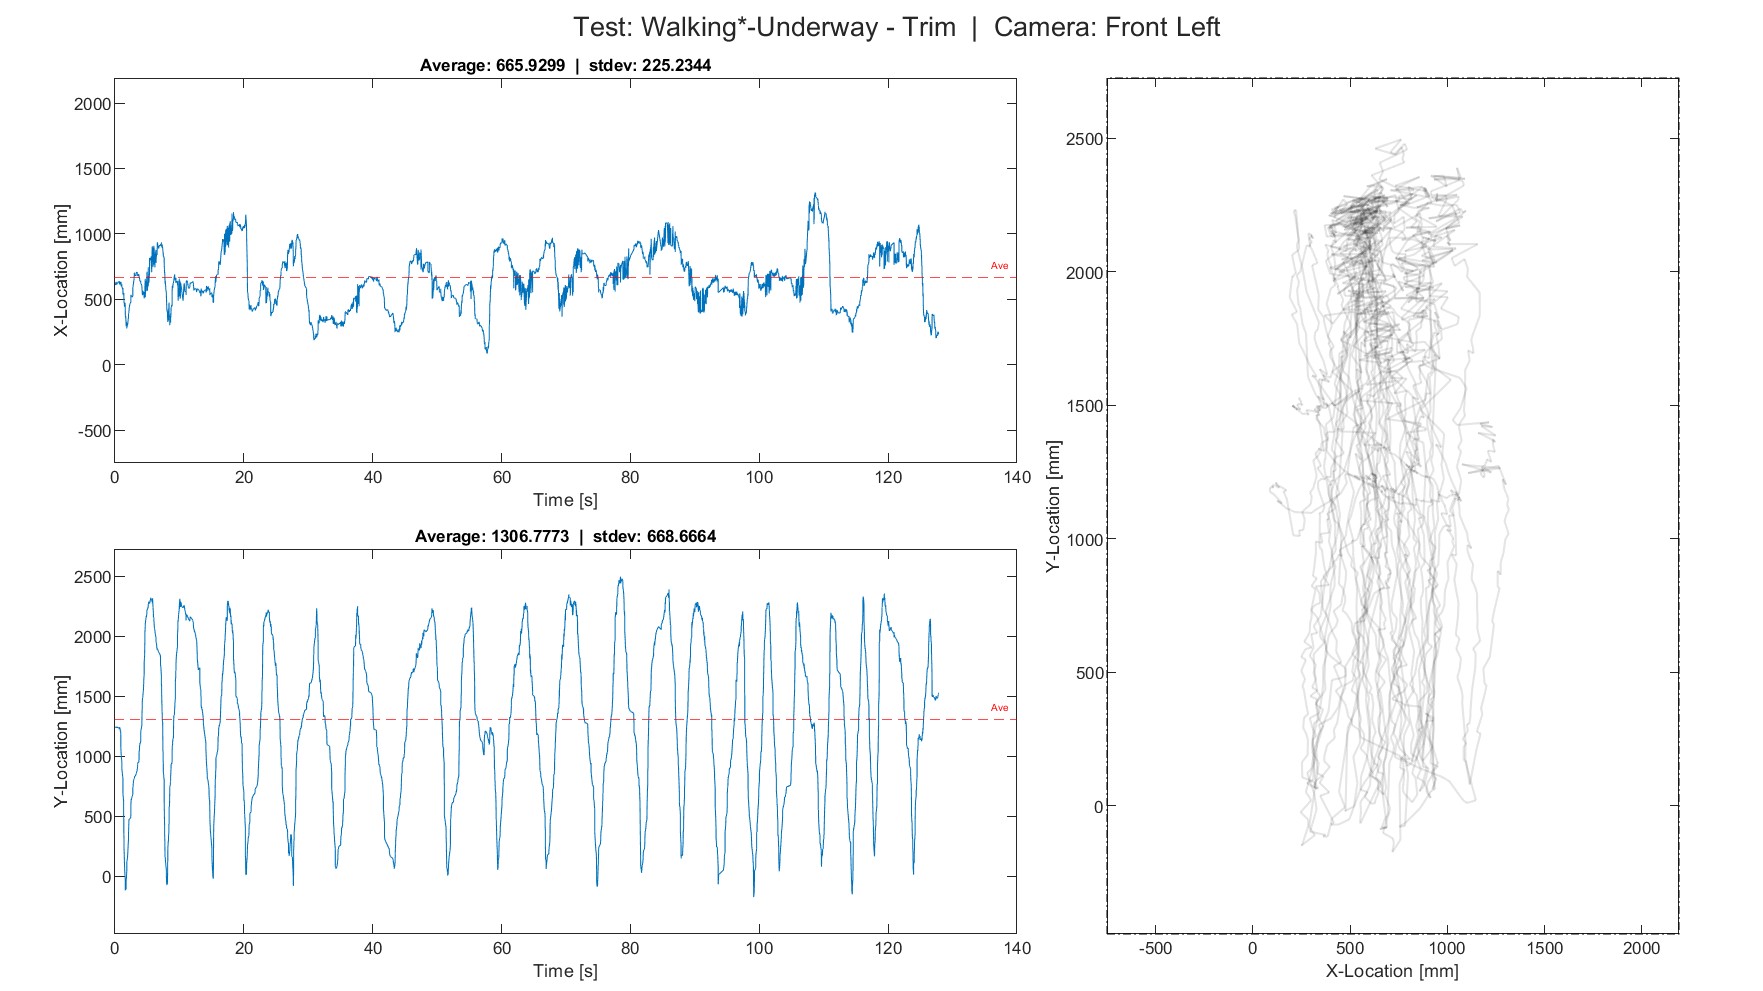 Test: Walking*-Underway - Trim | Camera: Front Left
Average: 665.9299 | stdev: 225.2344
2000
1500
1000
500
0
-500
X-Location [mm]
Ave
0 20 40 60 80 100 120 140
Time [s]
Average: 1306.7773 | stdev: 668.6664
2500
2000
1500
1000
500
0
Y-Location [mm]
Ave
0 20 40 60 80 100 120 140
Time [s]
2500
2000
1500
1000
500
0
Y-Location [mm]
-500 0 500 1000 1500 2000
X-Location [mm]